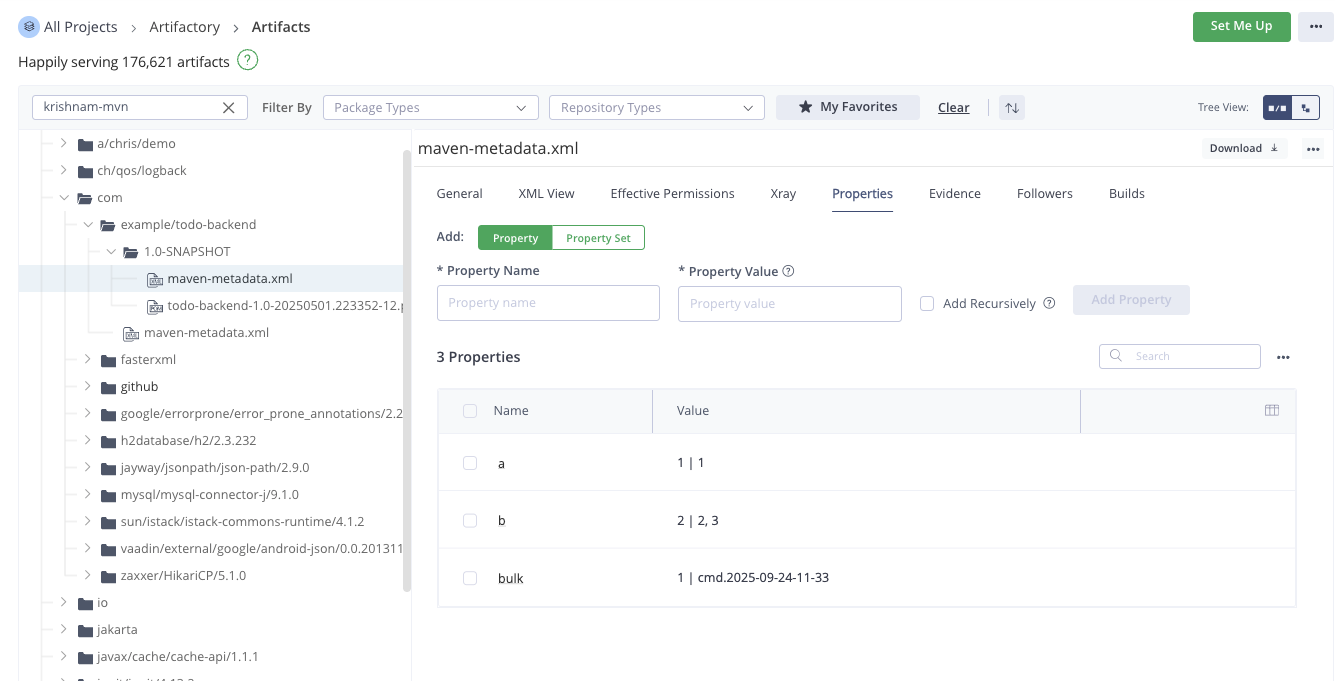 All Projects > Artifactory > Artifacts
Set Me Up
Happily serving 176,621 artifacts ?
krishnam-mvn
Filter By
Package Types
Repository Types
My Favorites
Clear
Tree View:
a/chris/demo
ch/qos/logback
com
example/todo-backend
1.0-SNAPSHOT
maven-metadata.xml
todo-backend-1.0-20250501.223352-12.
maven-metadata.xml
fasterxml
github
google/errorprone/error_prone_annotations/2.2
h2database/h2/2.3.232
jayway/jsonpath/json-path/2.9.0
mysql/mysql-connector-j/9.1.0
sun/istack/istack-commons-runtime/4.1.2
vaadin/external/google/android-json/0.0.201311
zaxxer/HikariCP/5.1.0
io
jakarta
javax/cache/cache-api/1.1.1
maven-metadata.xml
Download
General XML View Effective Permissions Xray Properties Evidence Followers Builds
Add: Property Property Set
* Property Name
* Property Value ?
Property name
Property value
Add Recursively ?
Add Property
3 Properties
Search
Name Value
a 1 | 1
b 2 | 2, 3
bulk 1 | cmd.2025-09-24-11-33